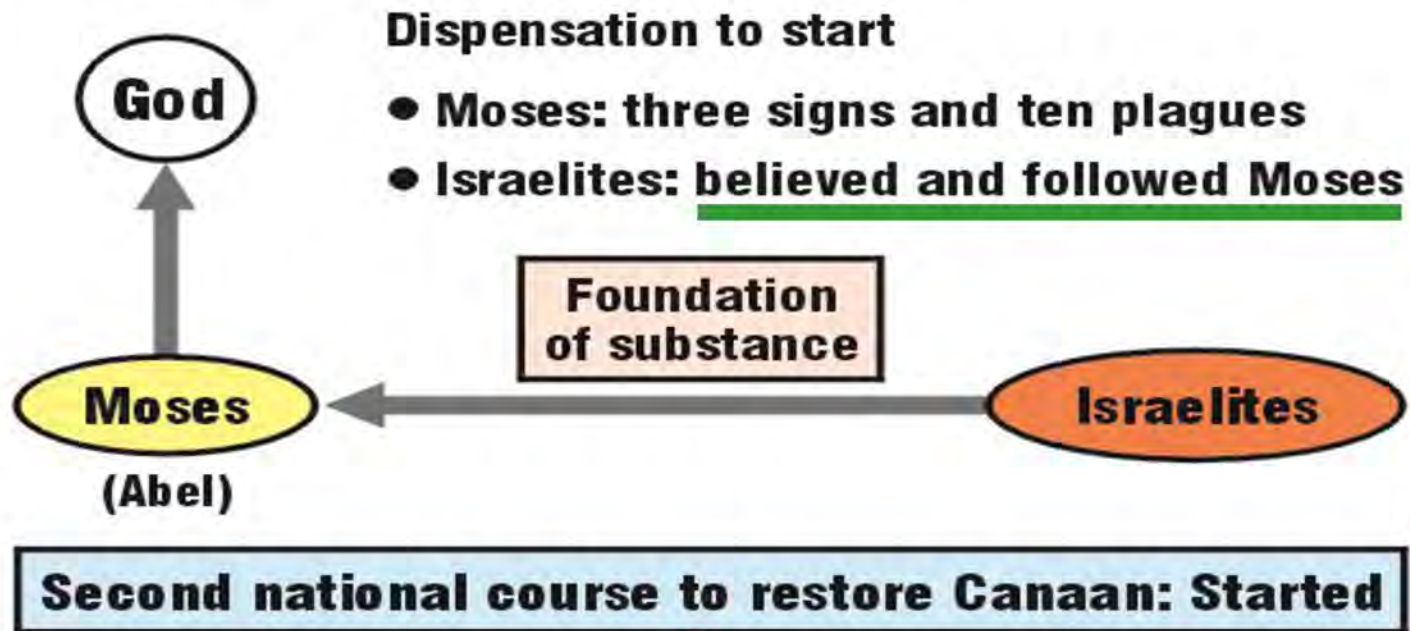 Dispensation to start
God
● Moses: three signs and ten plagues
● Israelites: believed and followed Moses
Foundation
of substance
Moses
Israelites
(Abel)
Second national course to restore Canaan: Started